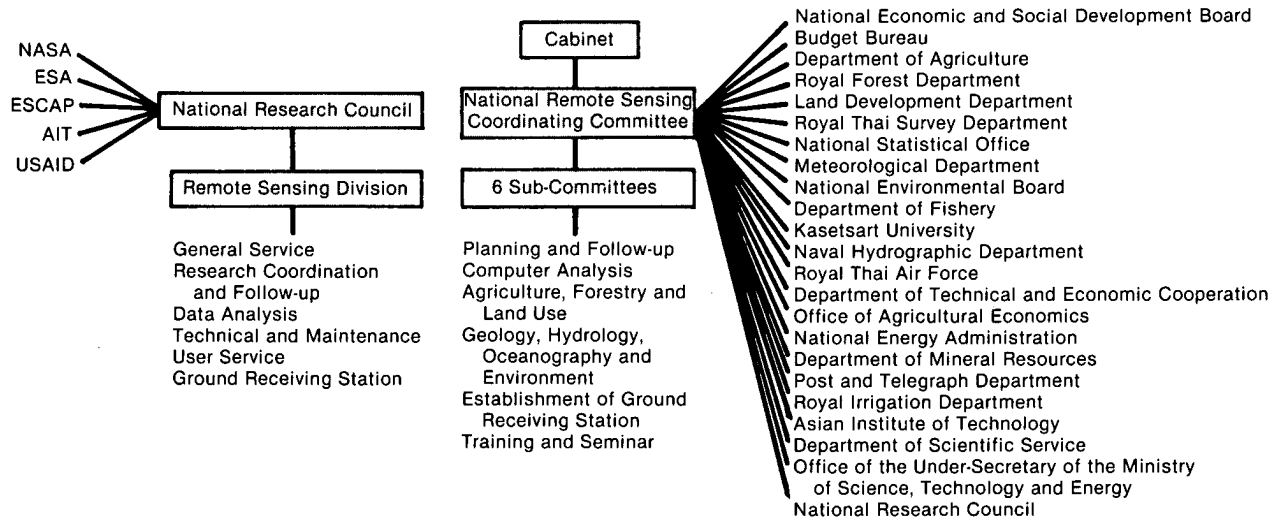 NASA
ESA
ESCAP
AIT
USAID
National Research Council
Remote Sensing Division
General Service
Research Coordination
and Follow-up
Data Analysis
Technical and Maintenance
User Service
Ground Receiving Station
Cabinet
National Remote Sensing
Coordinating Committee
6 Sub-Committees
Planning and Follow-up
Computer Analysis
Agriculture, Forestry and
Land Use
Geology, Hydrology,
Oceanography and
Environment
Establishment of Ground
Receiving Station
Training and Seminar
National Economic and Social Development Board
Budget Bureau
Department of Agriculture
Royal Forest Department
Land Development Department
Royal Thai Survey Department
National Statistical Office
Meteorological Department
National Environmental Board
Department of Fishery
Kasetsart University
Naval Hydrographic Department
Royal Thai Air Force
Department of Technical and Economic Cooperation
Office of Agricultural Economics
National Energy Administration
Department of Mineral Resources
Post and Telegraph Department
Royal Irrigation Department
Asian Institute of Technology
Department of Scientific Service
Office of the Under-Secretary of the Ministry
of Science, Technology and Energy
National Research Council